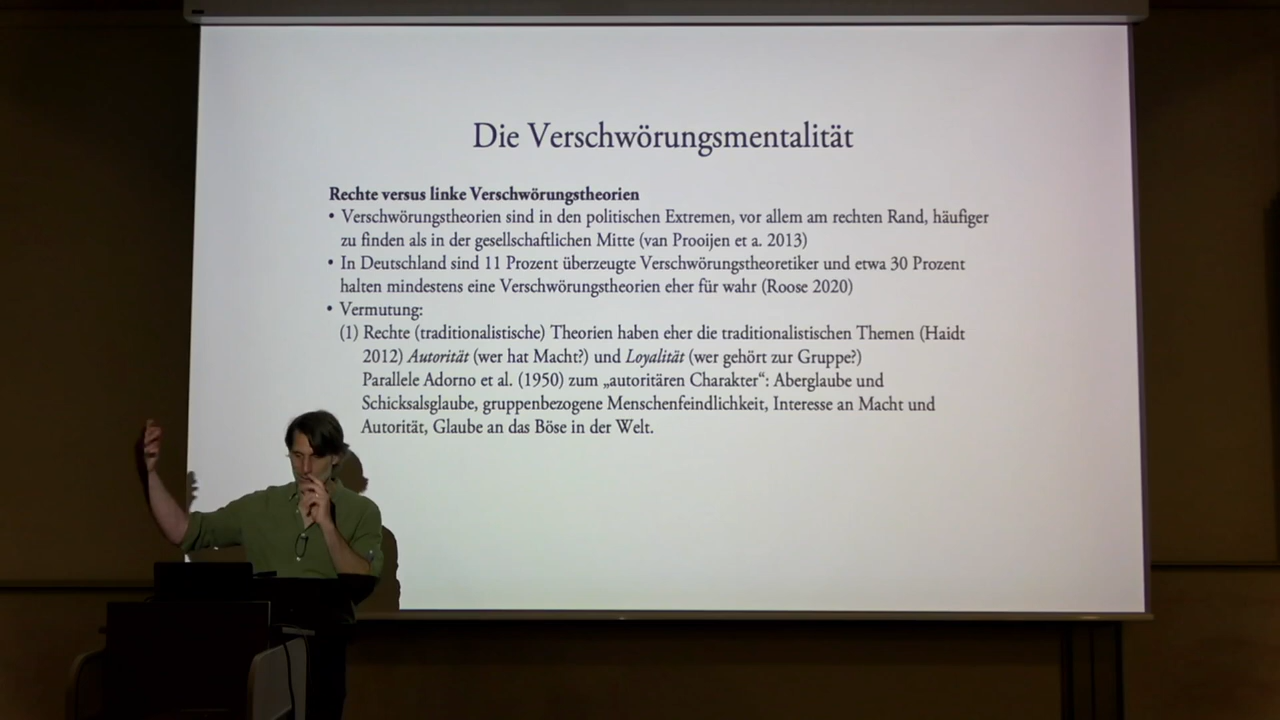 Die Verschwörungsmentalität
Rechte versus linke Verschwörungstheorien
• Verschwörungstheorien sind in den politischen Extremen, vor allem am rechten Rand, häufiger
zu finden als in der gesellschaftlichen Mitte (van Prooijen et a. 2013)
• In Deutschland sind 11 Prozent überzeugte Verschwörungstheoretiker und etwa 30 Prozent
halten mindestens eine Verschwörungstheorien eher für wahr (Roose 2020)
• Vermutung:
(1) Rechte (traditionalistische) Theorien haben eher die traditionalistischen Themen (Haidt
2012) Autorität (wer hat Macht?) und Loyalität (wer gehört zur Gruppe?)
Parallele Adorno et al. (1950) zum „autoritären Charakter“: Aberglaube und
Schicksalsglaube, gruppenbezogene Menschenfeindlichkeit, Interesse an Macht und
Autorität, Glaube an das Böse in der Welt.